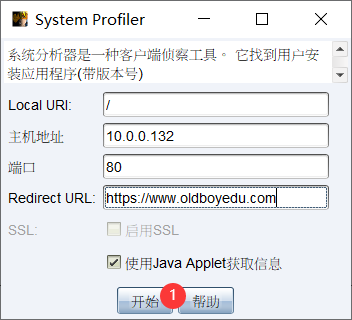 System Profiler
系统分析器是一种客户端侦察工具。 它找到用户安
装应用程序(带版本号)
Local URI: /
主机地址 10.0.0.132
端口 80
Redirect URL: https://www.oldboyedu.com
SSL: 启用SSL
使用Java Applet获取信息
开始 1 帮助